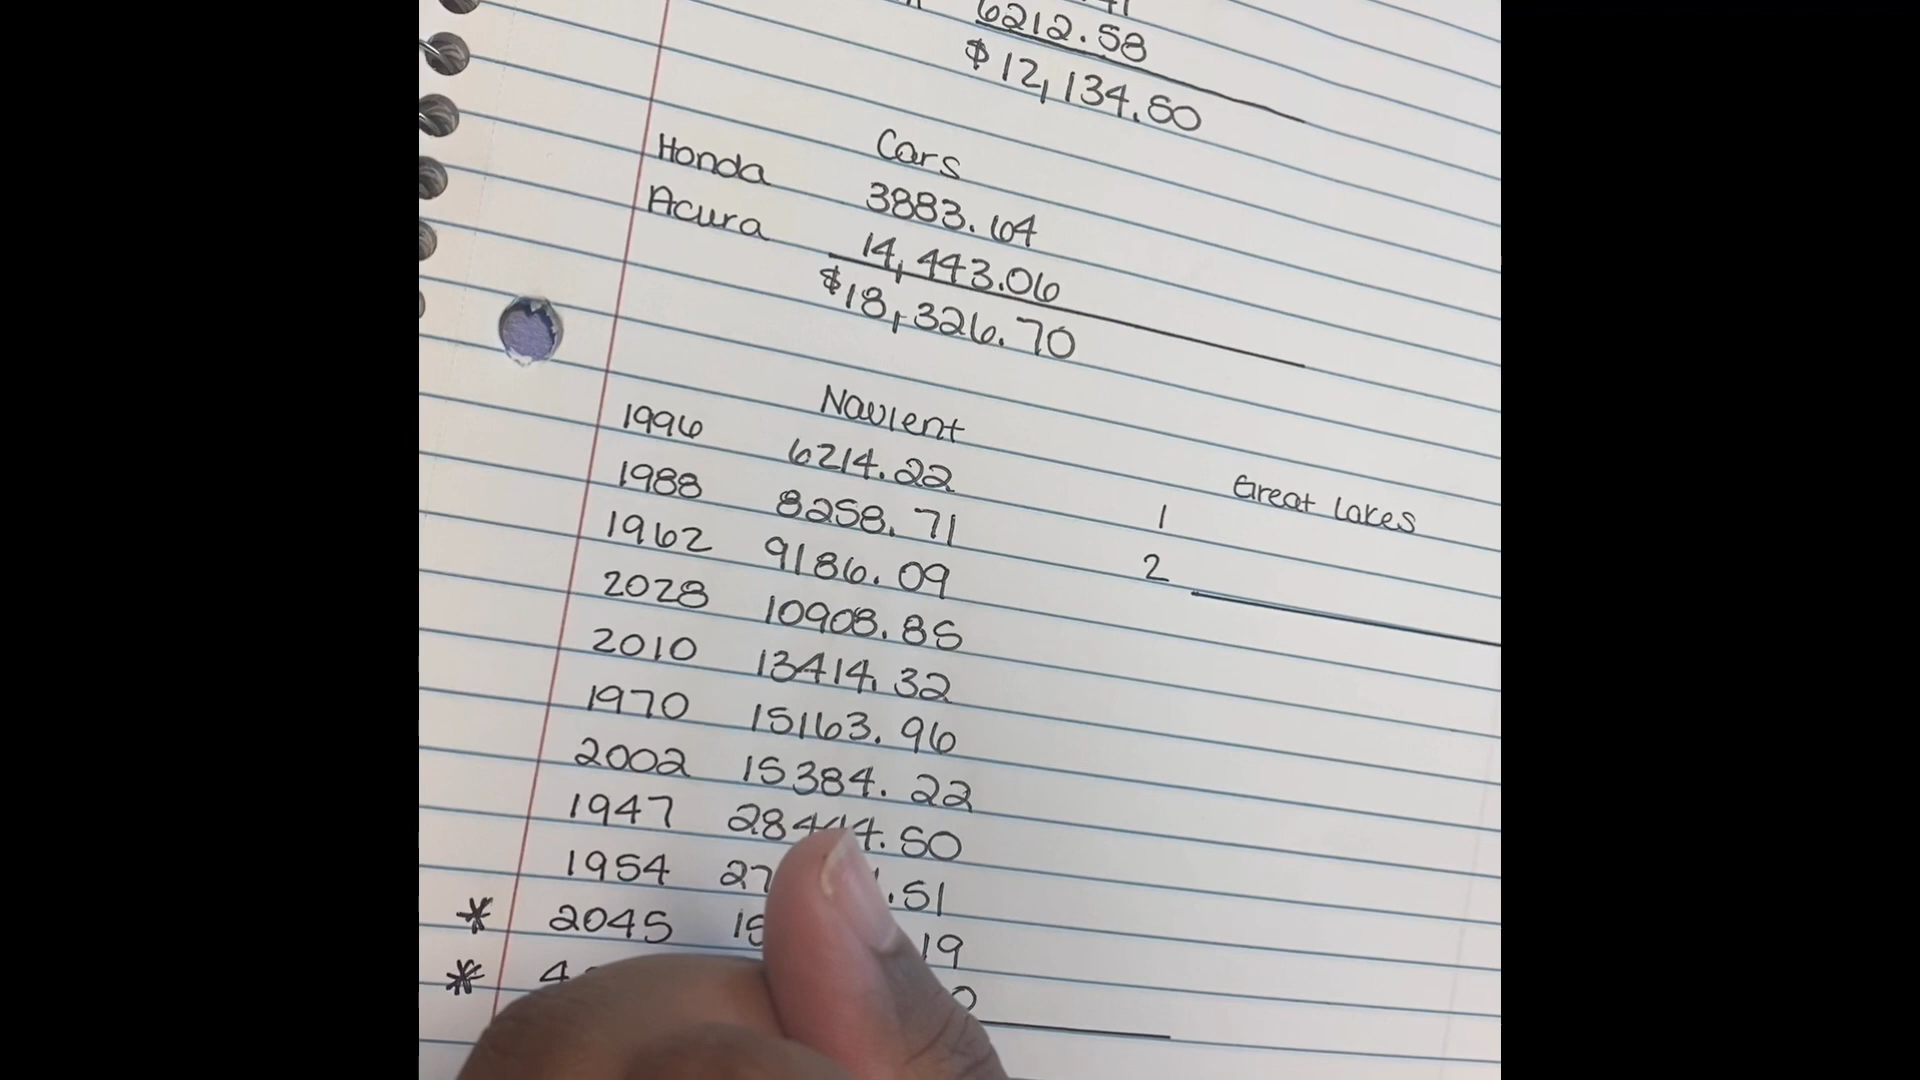 6212.58
$12,134.50
Cars
Honda 3883.64
Acura 14,443.06
$18,326.70
Navient
1996 6214.22
1988 8258.71
1962 9186.09
2028 10908.85
2010 13414.32
1970 15163.96
2002 15384.22
1947 .50
1954 .51
* 2045 19
*
Great Lakes
1
2